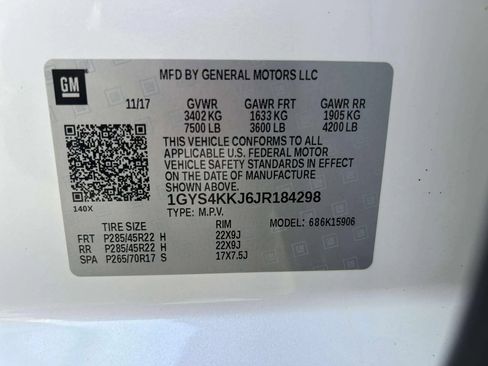 GM
MFD BY GENERAL MOTORS LLC
11/17 GVWR GAWR FRT GAWR RR
3402 KG 1633 KG 1905 KG
7500 LB 3600 LB 4200 LB
THIS VEHICLE CONFORMS TO ALL
APPLICABLE U.S. FEDERAL MOTOR
VEHICLE SAFETY STANDARDS IN EFFECT
ON THE DATE OF MANUFACTURE
SHOWN ABOVE.
140X
1GYS4KKJ6JR184298
TYPE: M.P.V. MODEL: 686K15906
TIRE SIZE RIM
FRT P285/45R22 H 22X9J
RR P285/45R22 H 22X9J
SPA P265/70R17 S 17X7.5J